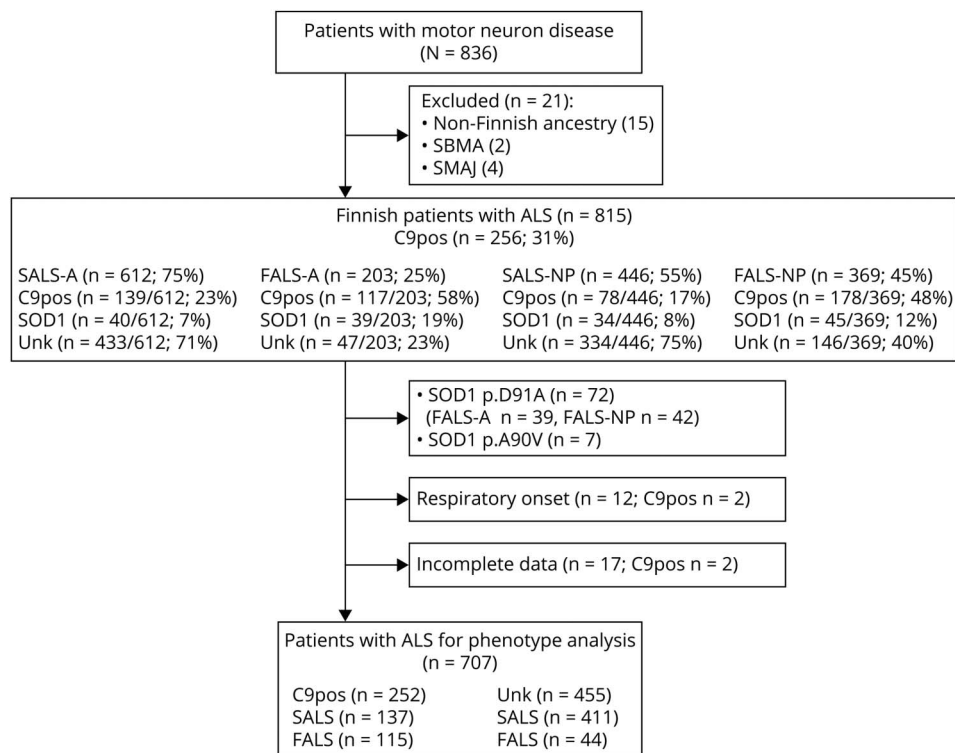 Patients with motor neuron disease
(N = 836)
Excluded (n = 21):
• Non-Finnish ancestry (15)
• SBMA (2)
• SMAJ (4)
Finnish patients with ALS (n = 815)
C9pos (n = 256; 31%)
SALS-A (n = 612; 75%)
C9pos (n = 139/612; 23%)
SOD1 (n = 40/612; 7%)
Unk (n = 433/612; 71%)
FALS-A (n = 203; 25%)
C9pos (n = 117/203; 58%)
SOD1 (n = 39/203; 19%)
Unk (n = 47/203; 23%)
SALS-NP (n = 446; 55%)
C9pos (n = 78/446; 17%)
SOD1 (n = 34/446; 8%)
Unk (n = 334/446; 75%)
FALS-NP (n = 369; 45%)
C9pos (n = 178/369; 48%)
SOD1 (n = 45/369; 12%)
Unk (n = 146/369; 40%)
• SOD1 p.D91A (n = 72)
(FALS-A n = 39, FALS-NP n = 42)
• SOD1 p.A90V (n = 7)
Respiratory onset (n = 12; C9pos n = 2)
Incomplete data (n = 17; C9pos n = 2)
Patients with ALS for phenotype analysis
(n = 707)
C9pos (n = 252)
SALS (n = 137)
FALS (n = 115)
Unk (n = 455)
SALS (n = 411)
FALS (n = 44)